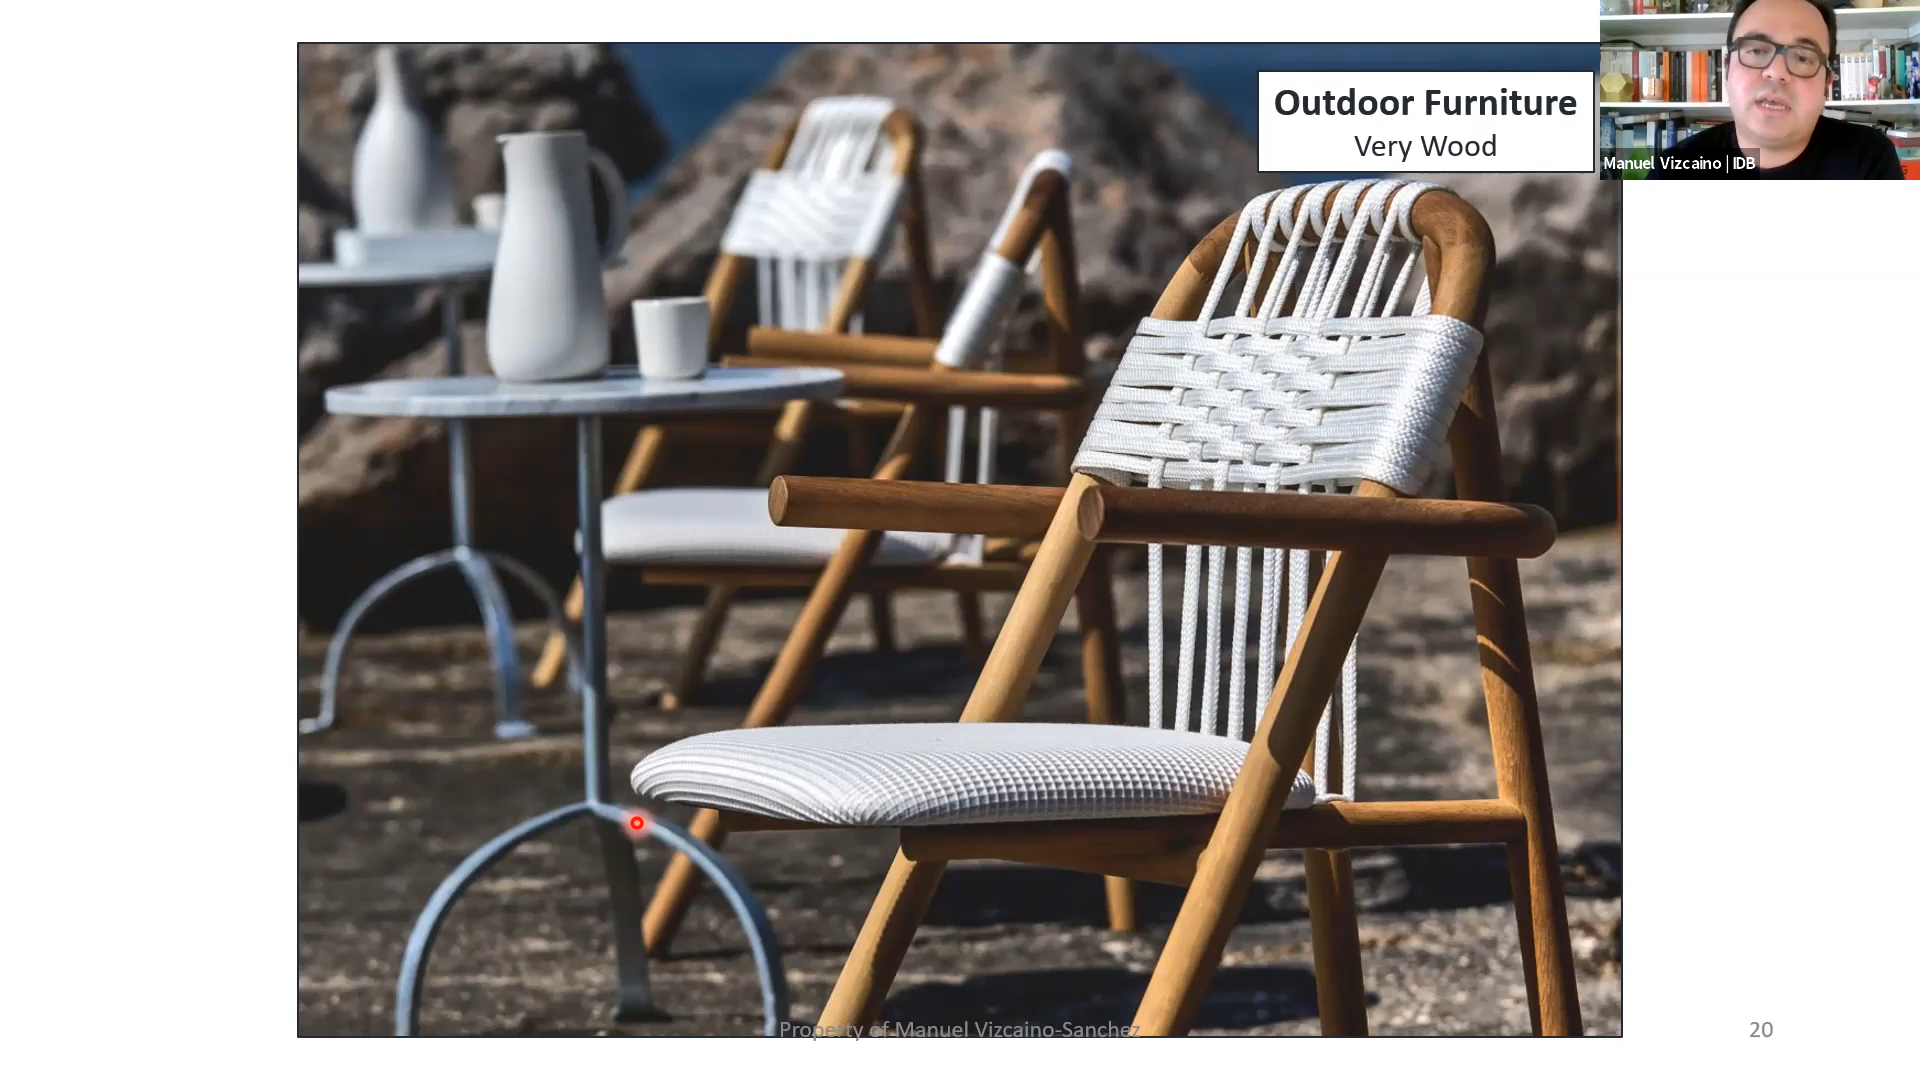 Outdoor Furniture
Very Wood
Manuel Vizcaino | IDB
Property of Manuel Vizcaino-Sanchez
20